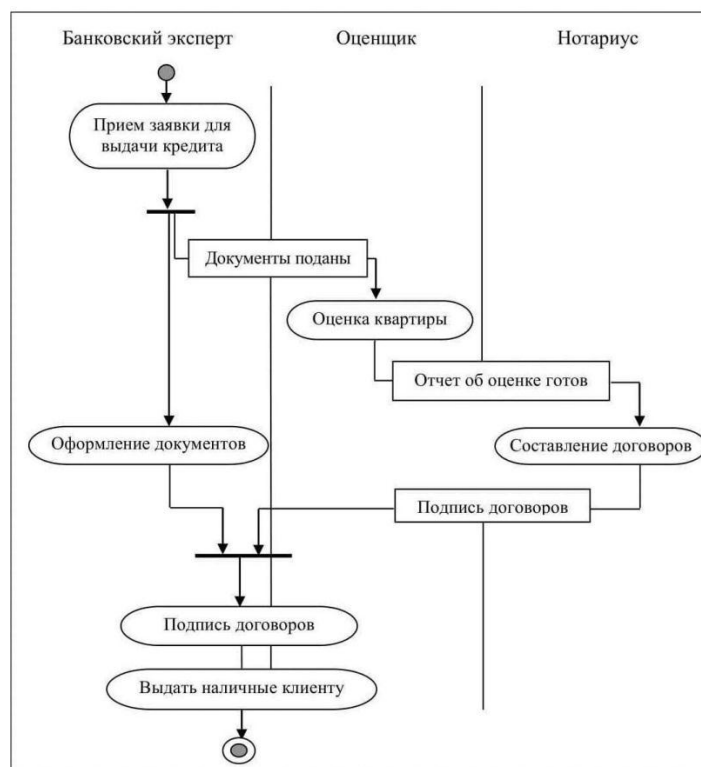 Банковский эксперт
Оценщик
Нотариус
Прием заявки для
выдачи кредита
Документы поданы
Оценка квартиры
Отчет об оценке готов
Оформление документов
Составление договоров
Подпись договоров
Подпись договоров
Выдать наличные клиенту